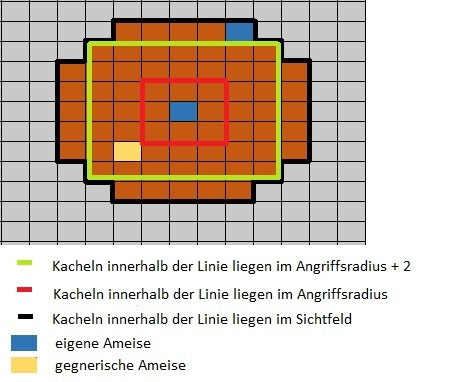 Kacheln innerhalb der Linie liegen im Angriffsradius + 2
Kacheln innerhalb der Linie liegen im Angriffsradius
Kacheln innerhalb der Linie liegen im Sichtfeld
eigene Ameise
gegnerische Ameise